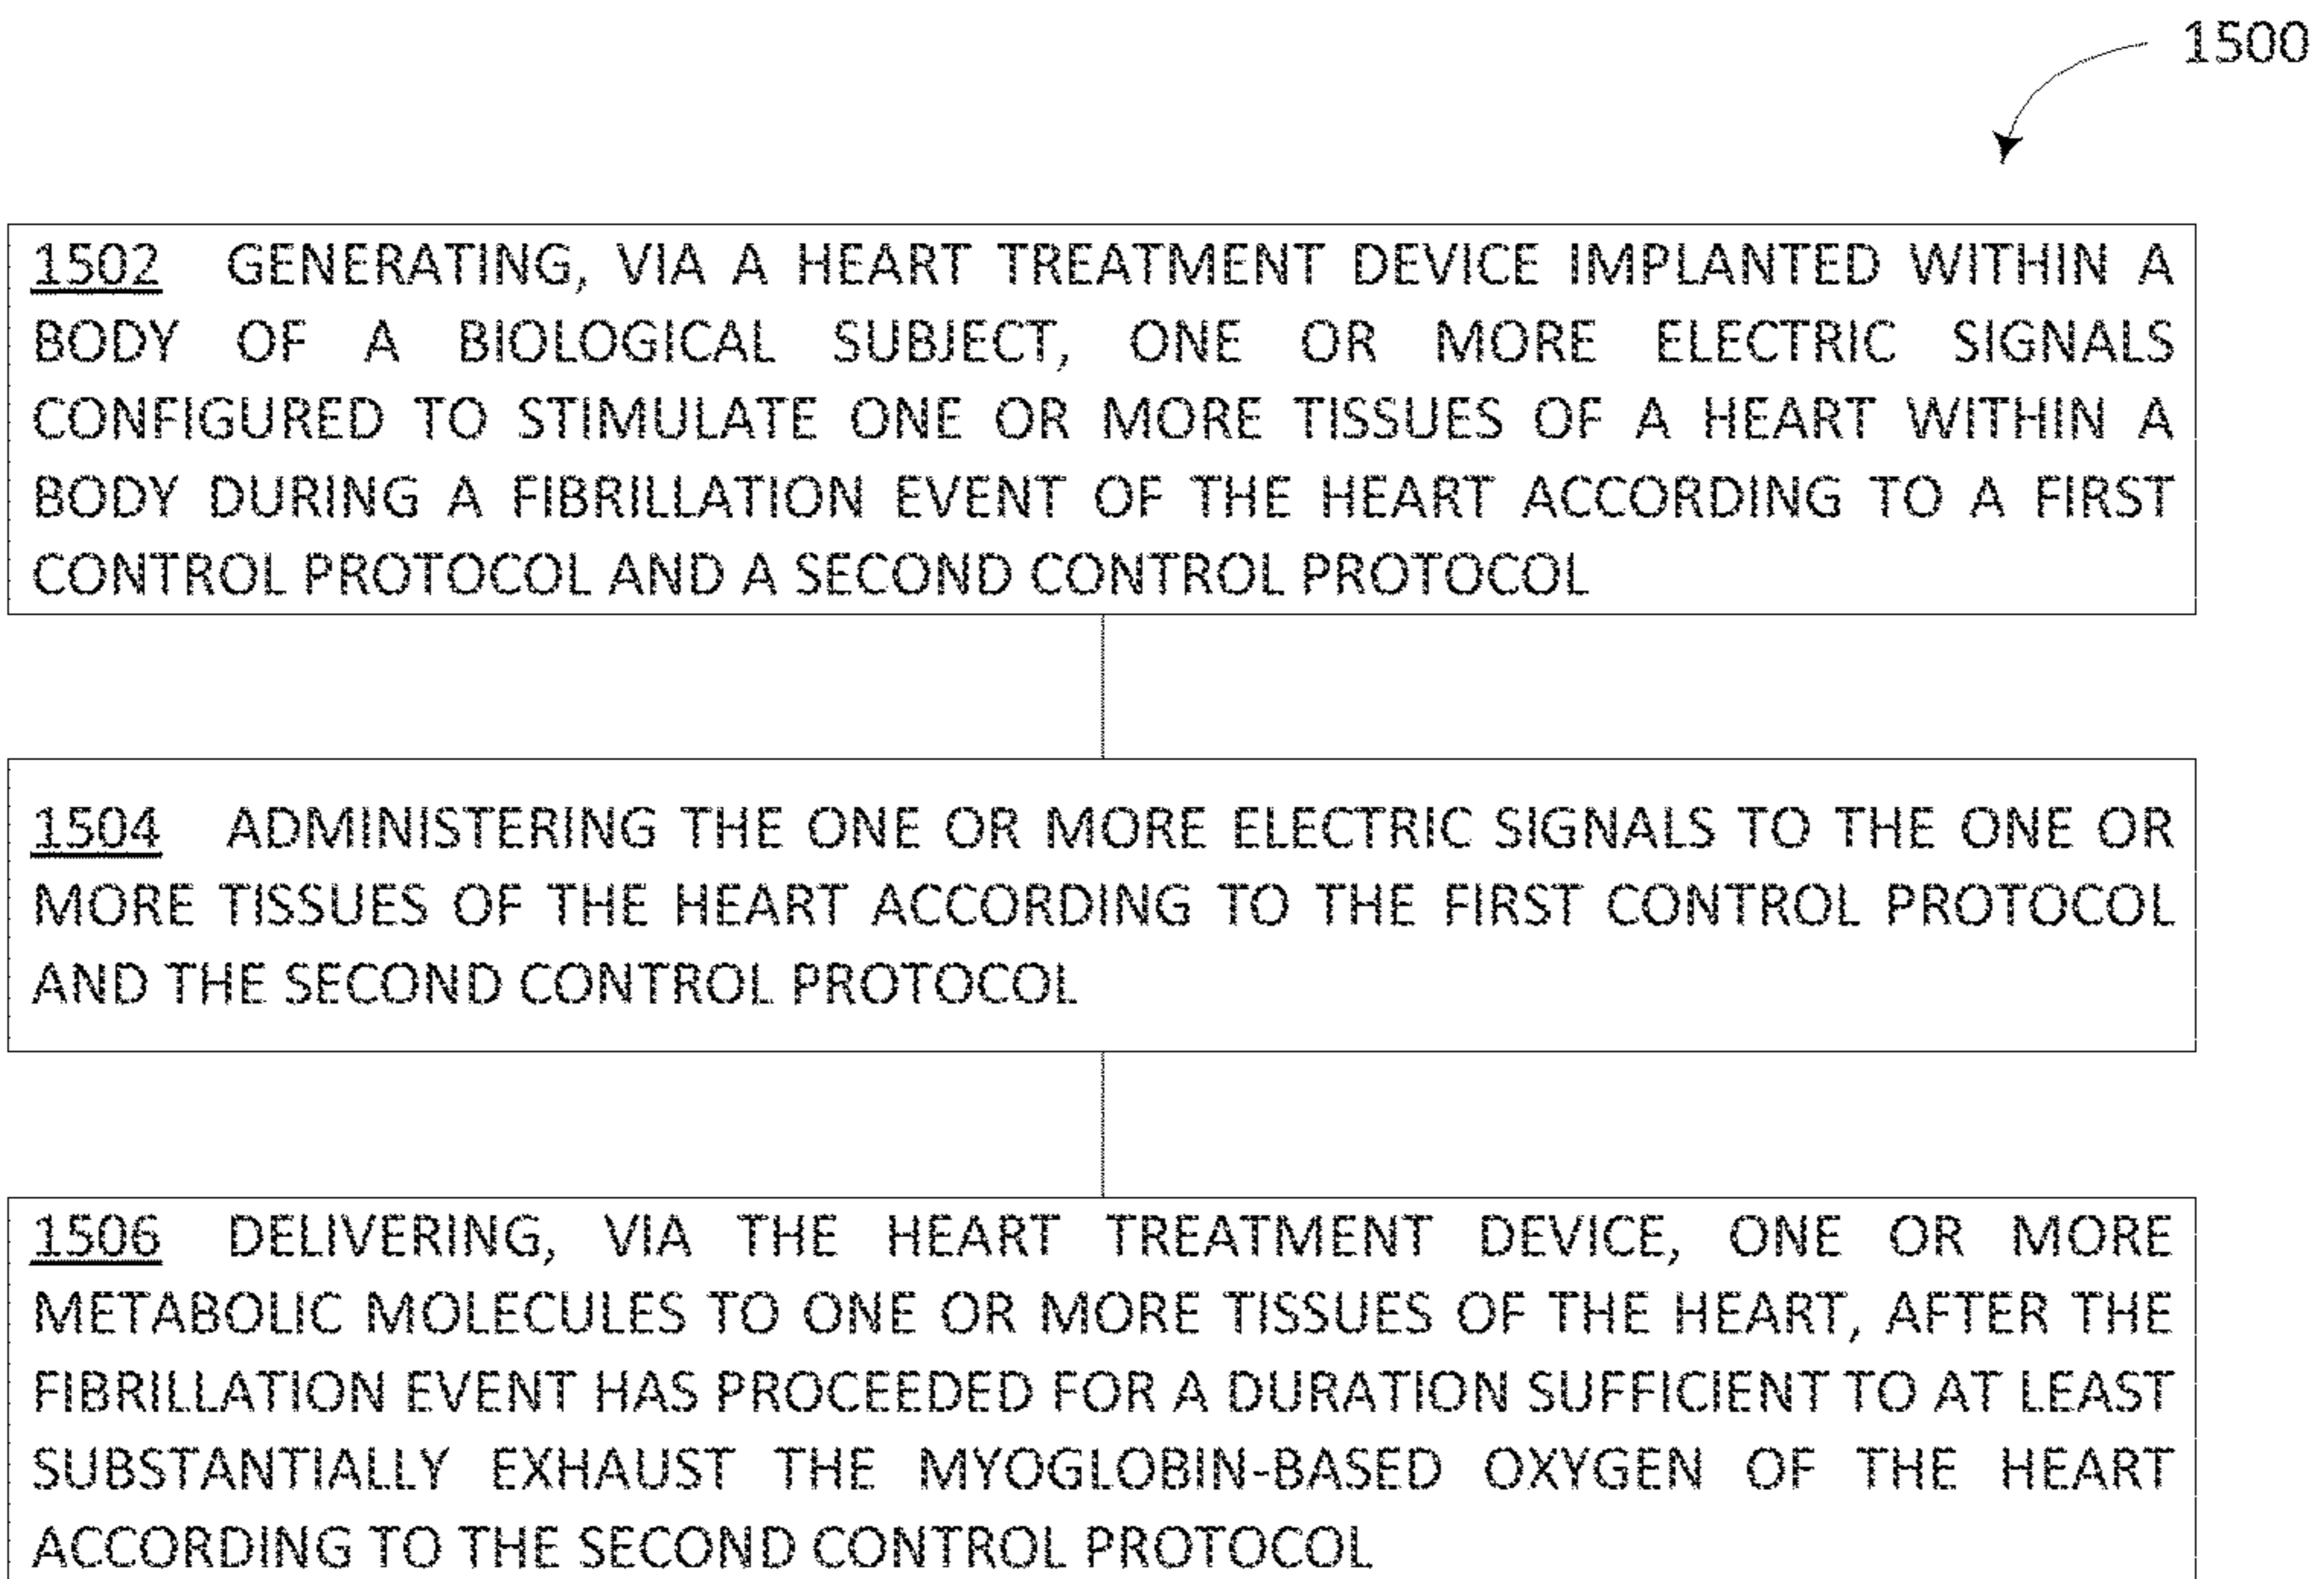 1500
1502 GENERATING, VIA A HEART TREATMENT DEVICE IMPLANTED WITHIN A
BODY OF A BIOLOGICAL SUBJECT, ONE OR MORE ELECTRIC SIGNALS
CONFIGURED TO STIMULATE ONE OR MORE TISSUES OF A HEART WITHIN A
BODY DURING A FIBRILLATION EVENT OF THE HEART ACCORDING TO A FIRST
CONTROL PROTOCOL AND A SECOND CONTROL PROTOCOL
1504 ADMINISTERING THE ONE OR MORE ELECTRIC SIGNALS TO THE ONE OR
MORE TISSUES OF THE HEART ACCORDING TO THE FIRST CONTROL PROTOCOL
AND THE SECOND CONTROL PROTOCOL
1506 DELIVERING, VIA THE HEART TREATMENT DEVICE, ONE OR MORE
METABOLIC MOLECULES TO ONE OR MORE TISSUES OF THE HEART, AFTER THE
FIBRILLATION EVENT HAS PROCEEDED FOR A DURATION SUFFICIENT TO AT LEAST
SUBSTANTIALLY EXHAUST THE MYOGLOBIN-BASED OXYGEN OF THE HEART
ACCORDING TO THE SECOND CONTROL PROTOCOL